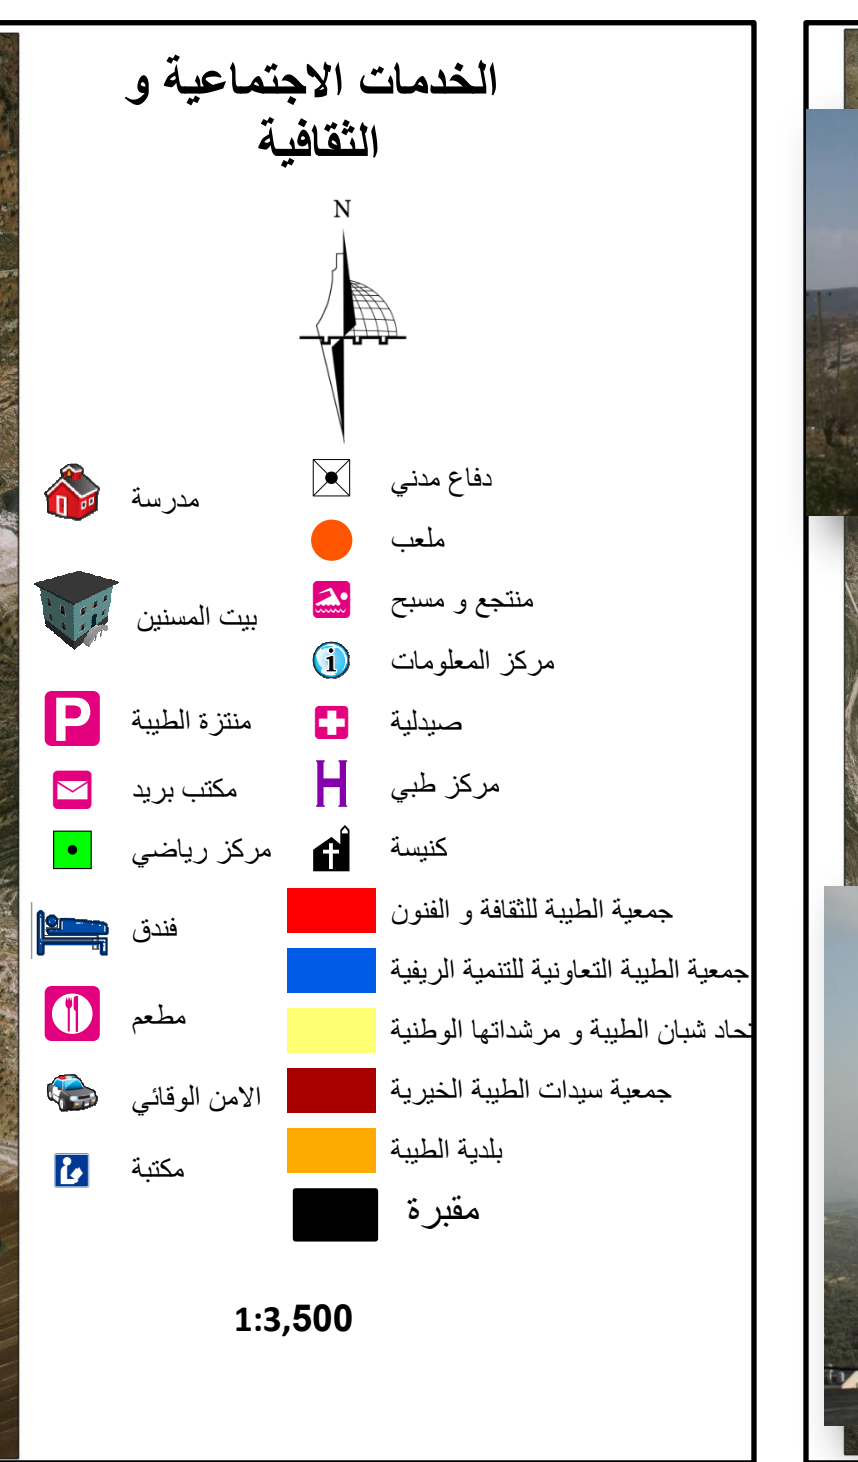 الخدمات الاجتماعية و
الثقافية
N
دفاع مدني
ملعب
منتجع و مسبح
مركز المعلومات
صيدلية
مركز طبي
كنيسة
جمعية الطيبة للثقافة و الفنون
جمعية الطيبة التعاونية للتنمية الريفية
تحاد شبان الطيبة و مرشداتها الوطنية
جمعية سيدات الطيبة الخيرية
بلدية الطيبة
مقبرة
مدرسة
بيت المسنين
P
منتزة الطيبة
مكتب بريد
مركز رياضي
فندق
مطعم
الامن الوقائي
مكتبة
H
i
1:3,500